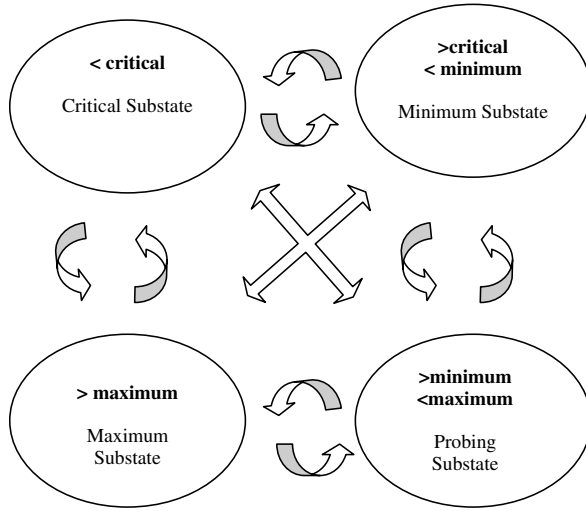 < critical
Critical Substate
>critical
< minimum
Minimum Substate
> maximum
Maximum
Substate
>minimum
<maximum
Probing
Substate